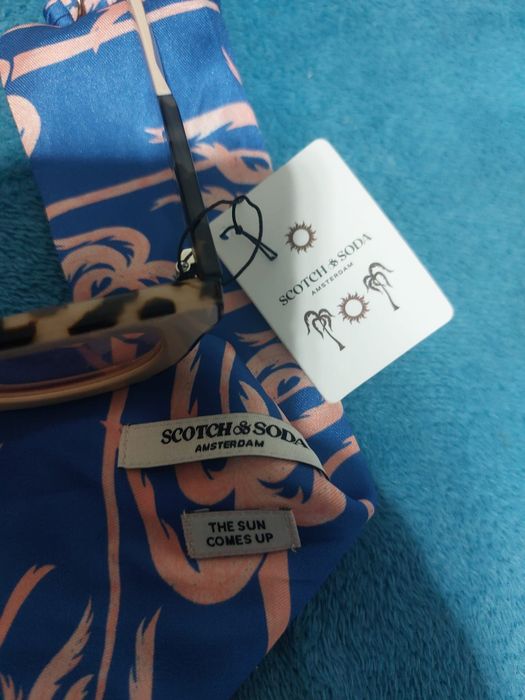 SCOTCH & SODA
AMSTERDAM
SCOTCH & SODA
AMSTERDAM
THE SUN
COMES UP